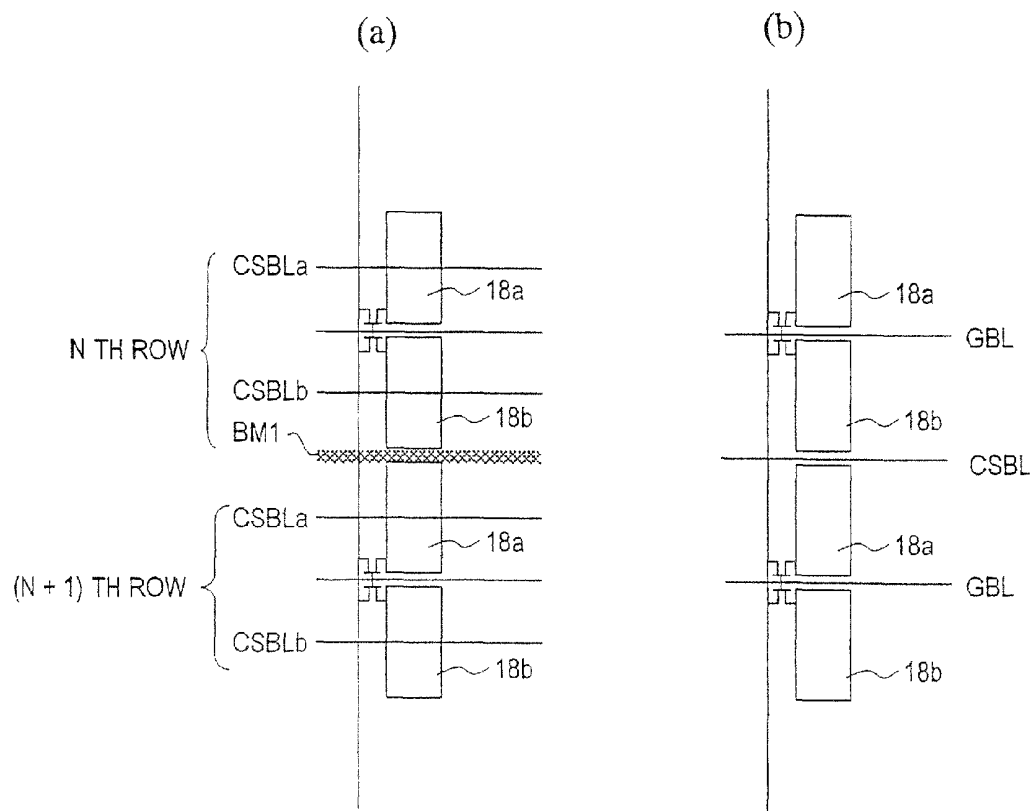 (a)
CSBLa
18a
N TH ROW
CSBLb
18b
BM1
CSBLa
18a
(N + 1) TH ROW
CSBLb
18b
(b)
18a
GBL
18b
CSBL
18a
GBL
18b